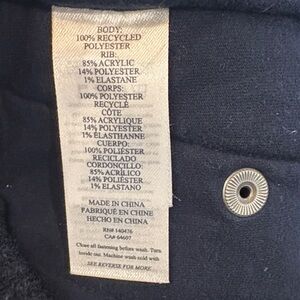 BODY:
100% RECYCLED
POLYESTER
RIB:
85% ACRYLIC
14% POLYESTER
1% ELASTANE
CORPS:
100% POLYESTER
RECYCLÉ
CÔTE
85% ACRYLIQUE
14% POLYESTER
1% ÉLASTHANNE
CUERPO:
100% POLIÉSTER
RECICLADO
CORDONCILLO:
85% ACRÍLICO
14% POLIÉSTER
1% ELASTANO
MADE IN CHINA
FABRIQUÉ EN CHINE
HECHO EN CHINA
RN# 140476
CA# 64607
Close all fastening before wash. Turn
inside out. Machine wash cold with
SEE REVERSE FOR MORE